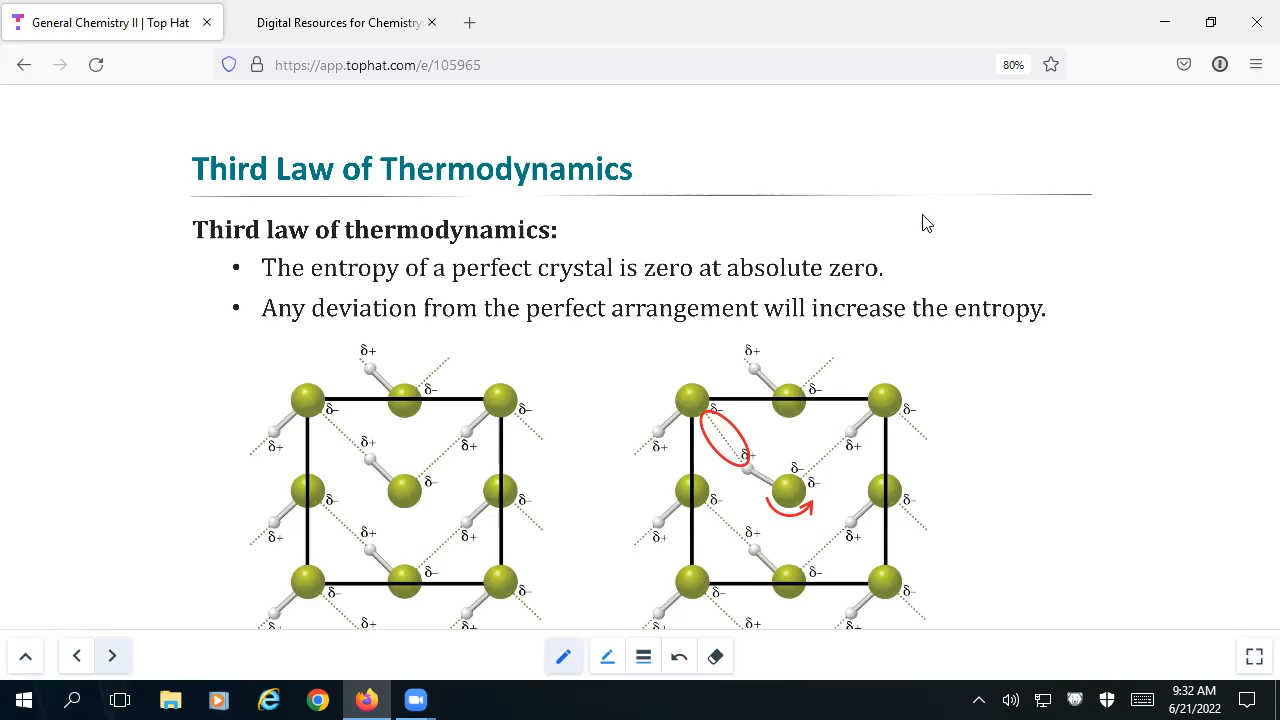 General Chemistry II | Top Hat
Digital Resources for Chemistry
https://app.tophat.com/e/105965
80%
Third Law of Thermodynamics
Third law of thermodynamics:
• The entropy of a perfect crystal is zero at absolute zero.
• Any deviation from the perfect arrangement will increase the entropy.
δ+ δ+
δ− δ−
δ− δ− δ− δ−
δ+ δ+ δ+ δ+ δ+ δ+
δ−
δ− δ−
δ− δ− δ− δ−
δ+ δ+ δ+ δ+ δ+ δ+
δ− δ−
δ− δ− δ− δ−
δ+ δ+ δ+ δ+ δ+ δ+
9:32 AM
6/21/2022